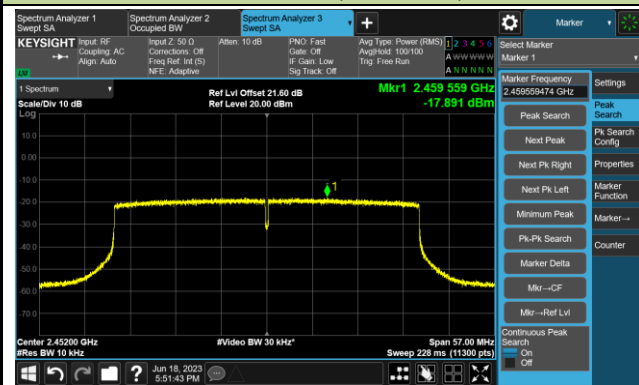 Spectrum Analyzer 1
Swept SA
Spectrum Analyzer 2
Occupied BW
Spectrum Analyzer 3
Swept SA
Marker
KEYSIGHT
Input: RF
Coupling: AC
Align: Auto
Input Z: 50 Ω
Corrections: Off
Freq Ref: Int (S)
NFE: Adaptive
Atten: 10 dB
PNO: Fast
Gate: Off
IF Gain: Low
Sig Track: Off
Avg Type: Power (RMS)
Avg|Hold: 100/100
Trig: Free Run
1 2 3 4 5 6
A W W W W W
A N N N N N
Select Marker
Marker 1
1 Spectrum
Scale/Div 10 dB
Log
Ref Lvl Offset 21.60 dB
Ref Level 20.00 dBm
Mkr1 2.459 559 GHz
-17.891 dBm
10.0
0.00
-10.0
-20.0
-30.0
-40.0
-50.0
-60.0
-70.0
1
Center 2.45200 GHz
#Res BW 10 kHz
#Video BW 30 kHz*
Span 57.00 MHz
Sweep 228 ms (11300 pts)
Marker Frequency
2.459559474 GHz
Peak Search
Next Peak
Next Pk Right
Next Pk Left
Minimum Peak
Pk-Pk Search
Marker Delta
Mkr→CF
Mkr→Ref Lvl
Continuous Peak
Search
On
Off
Settings
Peak
Search
Pk Search
Config
Properties
Marker
Function
Marker→
Counter
Jun 18, 2023
5:51:43 PM